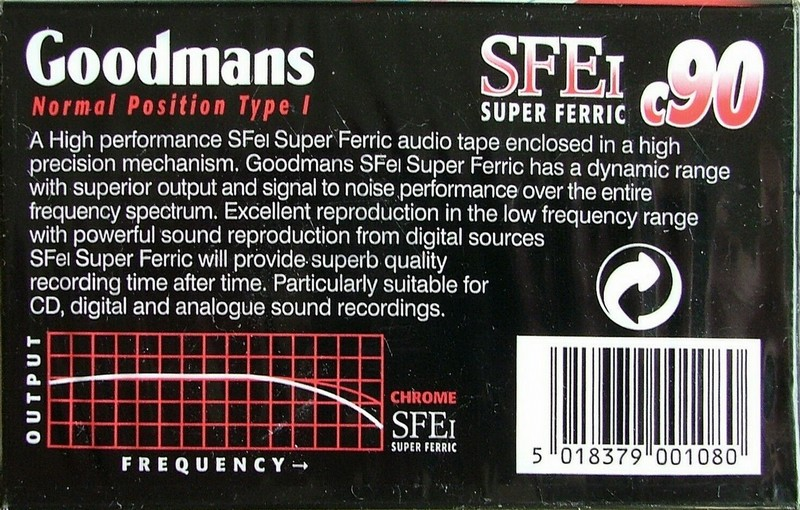 Goodmans
Normal Position Type I
SFEI
SUPER FERRIC
c90
A High performance SFeI Super Ferric audio tape enclosed in a high
precision mechanism. Goodmans SFeI Super Ferric has a dynamic range
with superior output and signal to noise performance over the entire
frequency spectrum. Excellent reproduction in the low frequency range
with powerful sound reproduction from digital sources
SFeI Super Ferric will provide superb quality
recording time after time. Particularly suitable for
CD, digital and analogue sound recordings.
OUTPUT
CHROME
SFEI
SUPER FERRIC
FREQUENCY→
5 018379 001080